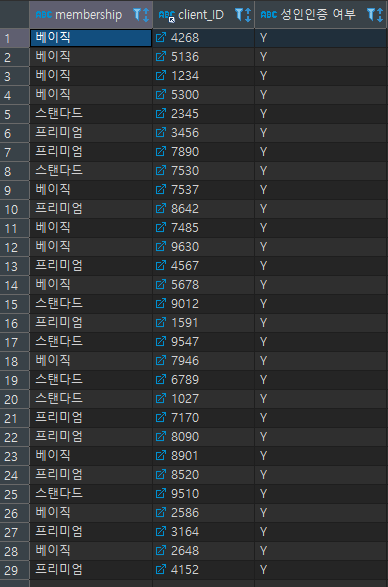 ABC membership ABC client_ID ABC 성인인증 여부
1 베이직 4268 Y
2 베이직 5136 Y
3 베이직 1234 Y
4 베이직 5300 Y
5 스탠다드 2345 Y
6 프리미엄 3456 Y
7 프리미엄 7890 Y
8 스탠다드 7530 Y
9 베이직 7537 Y
10 프리미엄 8642 Y
11 베이직 7485 Y
12 베이직 9630 Y
13 프리미엄 4567 Y
14 베이직 5678 Y
15 스탠다드 9012 Y
16 프리미엄 1591 Y
17 스탠다드 9547 Y
18 베이직 7946 Y
19 스탠다드 6789 Y
20 스탠다드 1027 Y
21 프리미엄 7170 Y
22 프리미엄 8090 Y
23 베이직 8901 Y
24 프리미엄 8520 Y
25 스탠다드 9510 Y
26 베이직 2586 Y
27 프리미엄 3164 Y
28 베이직 2648 Y
29 프리미엄 4152 Y